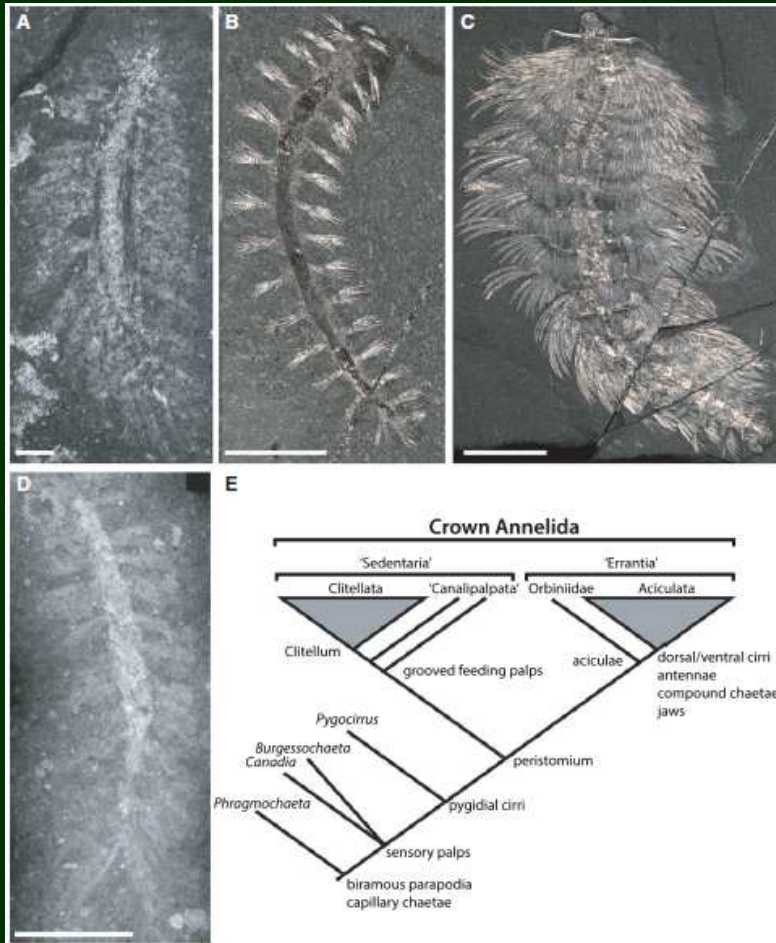 A
B
C
D
E
Crown Annelida
'Sedentaria'
'Errantia'
Clitellata
'Canalipalpata'
Orbiniidae
Aciculata
Clitellum
grooved feeding palps
aciculae
dorsal/ventral cirri
antennae
compound chaetae
jaws
Pygocirrus
Burgessochaeta
Canadia
peristomium
Phragmochaeta
pygidial cirri
sensory palps
biramous parapodia
capillary chaetae